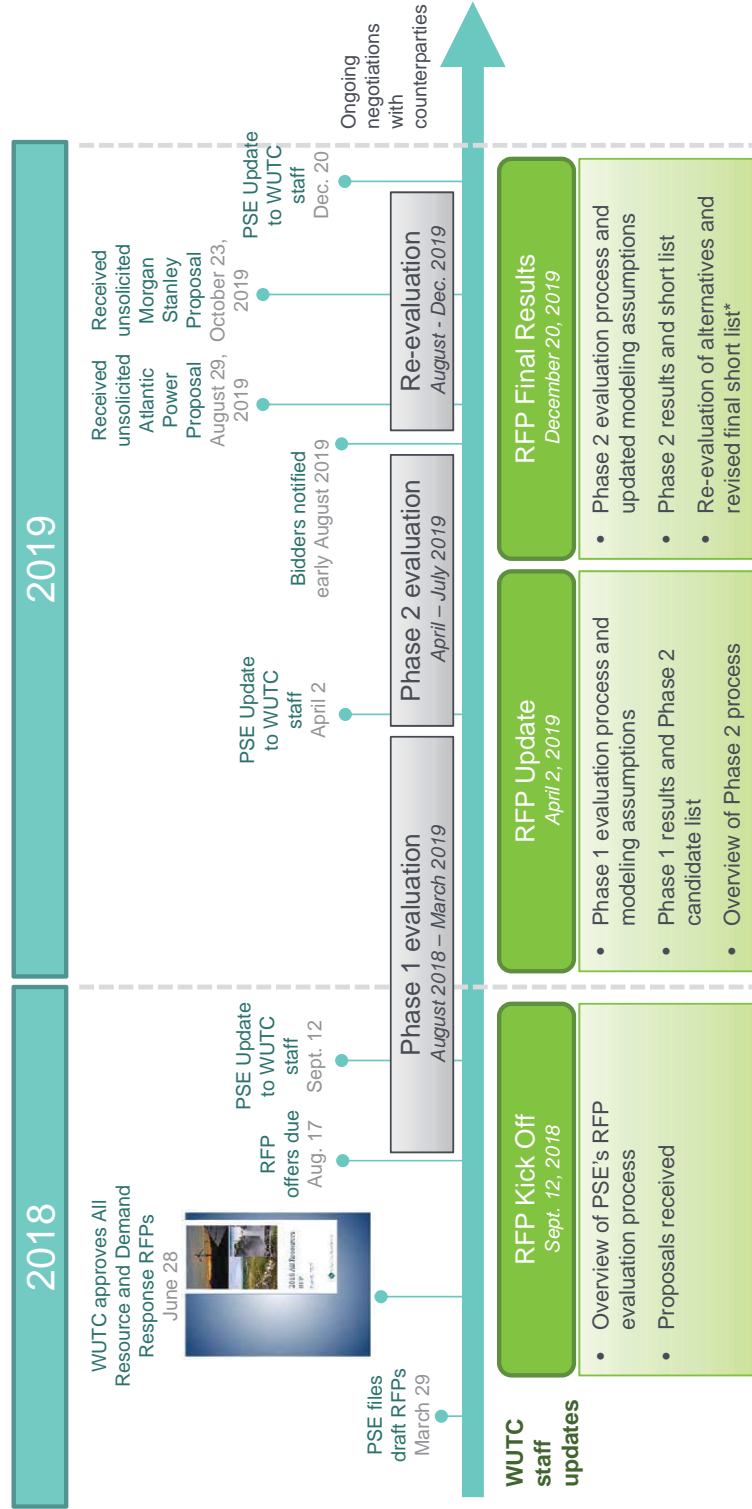 2018
2019
WUTC approves All
Resource and Demand
Response RFPs
June 28
PSE files
draft RFPs
March 29
RFP
offers due
Aug. 17
PSE Update
to WUTC
staff
Sept. 12
PSE Update
to WUTC
staff
April 2
Bidders notified
early August 2019
Received
unsolicited
Atlantic
Power
Proposal
August 29,
2019
Received
unsolicited
Morgan
Stanley
Proposal
October 23,
2019
PSE Update
to WUTC
staff
Dec. 20
Ongoing
negotiations
with
counterparties
Phase 1 evaluation
August 2018 – March 2019
Phase 2 evaluation
April – July 2019
Re-evaluation
August - Dec. 2019
WUTC
staff
updates
RFP Kick Off
Sept. 12, 2018
• Overview of PSE's RFP
evaluation process
• Proposals received
RFP Update
April 2, 2019
• Phase 1 evaluation process and
modeling assumptions
• Phase 1 results and Phase 2
candidate list
• Overview of Phase 2 process
RFP Final Results
December 20, 2019
• Phase 2 evaluation process and
updated modeling assumptions
• Phase 2 results and short list
• Re-evaluation of alternatives and
revised final short list*